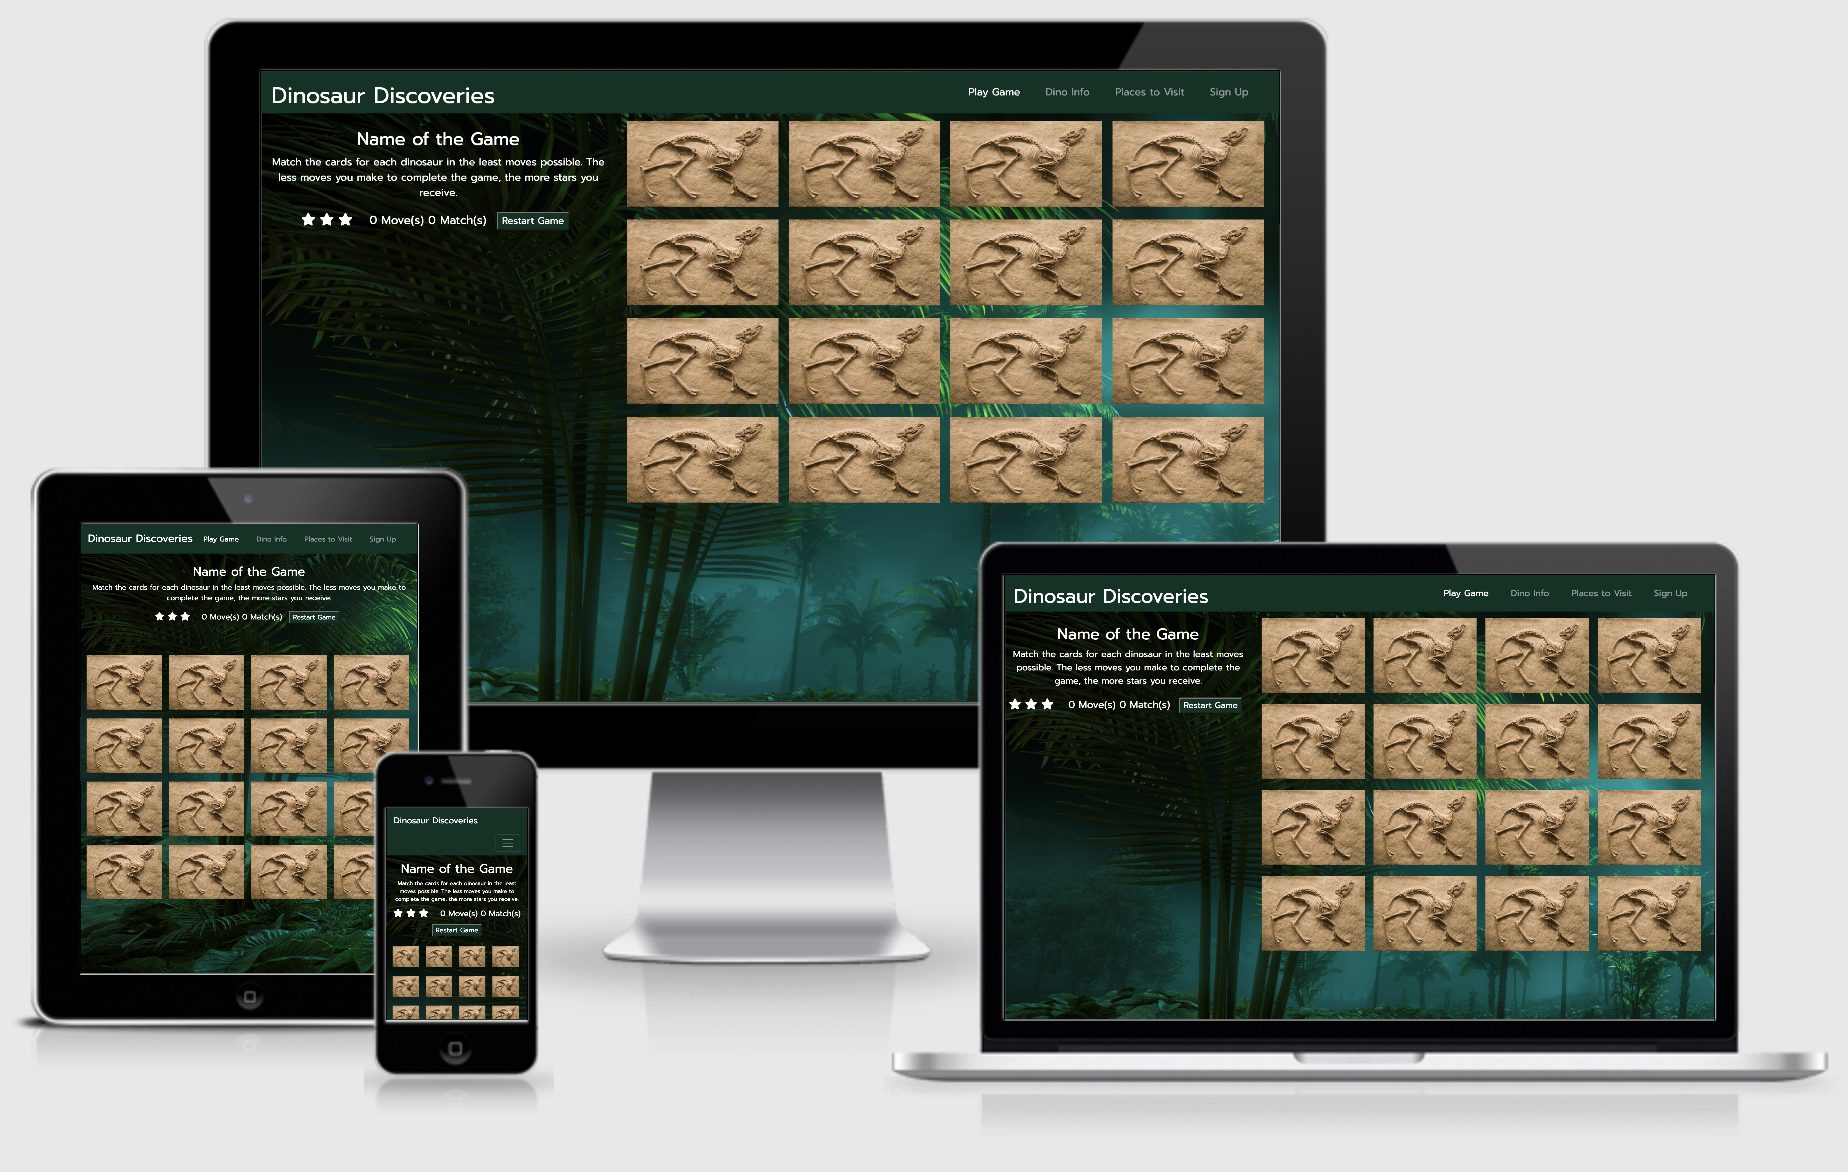 Dinosaur Discoveries
Play Game Dino Info Places to Visit Sign Up
Name of the Game
Match the cards for each dinosaur in the least moves possible. The
less moves you make to complete the game, the more stars you
receive.
0 Move(s) 0 Match(s) Restart Game
Dinosaur Discoveries Play Game Dino Info Places to Visit Sign Up
Name of the Game
Match the cards for each dinosaur in the least moves possible. The less moves you make to
complete the game, the more stars you receive.
0 Move(s) 0 Match(s) Restart Game
Dinosaur Discoveries
Name of the Game
Match the cards for each dinosaur in the least
moves possible. The less moves you make to
complete the game, the more stars you receive.
0 Move(s) 0 Match(s)
Restart Game
Dinosaur Discoveries
Play Game Dino Info Places to Visit Sign Up
Name of the Game
Match the cards for each dinosaur in the least moves
possible. The less moves you make to complete the
game, the more stars you receive.
0 Move(s) 0 Match(s) Restart Game